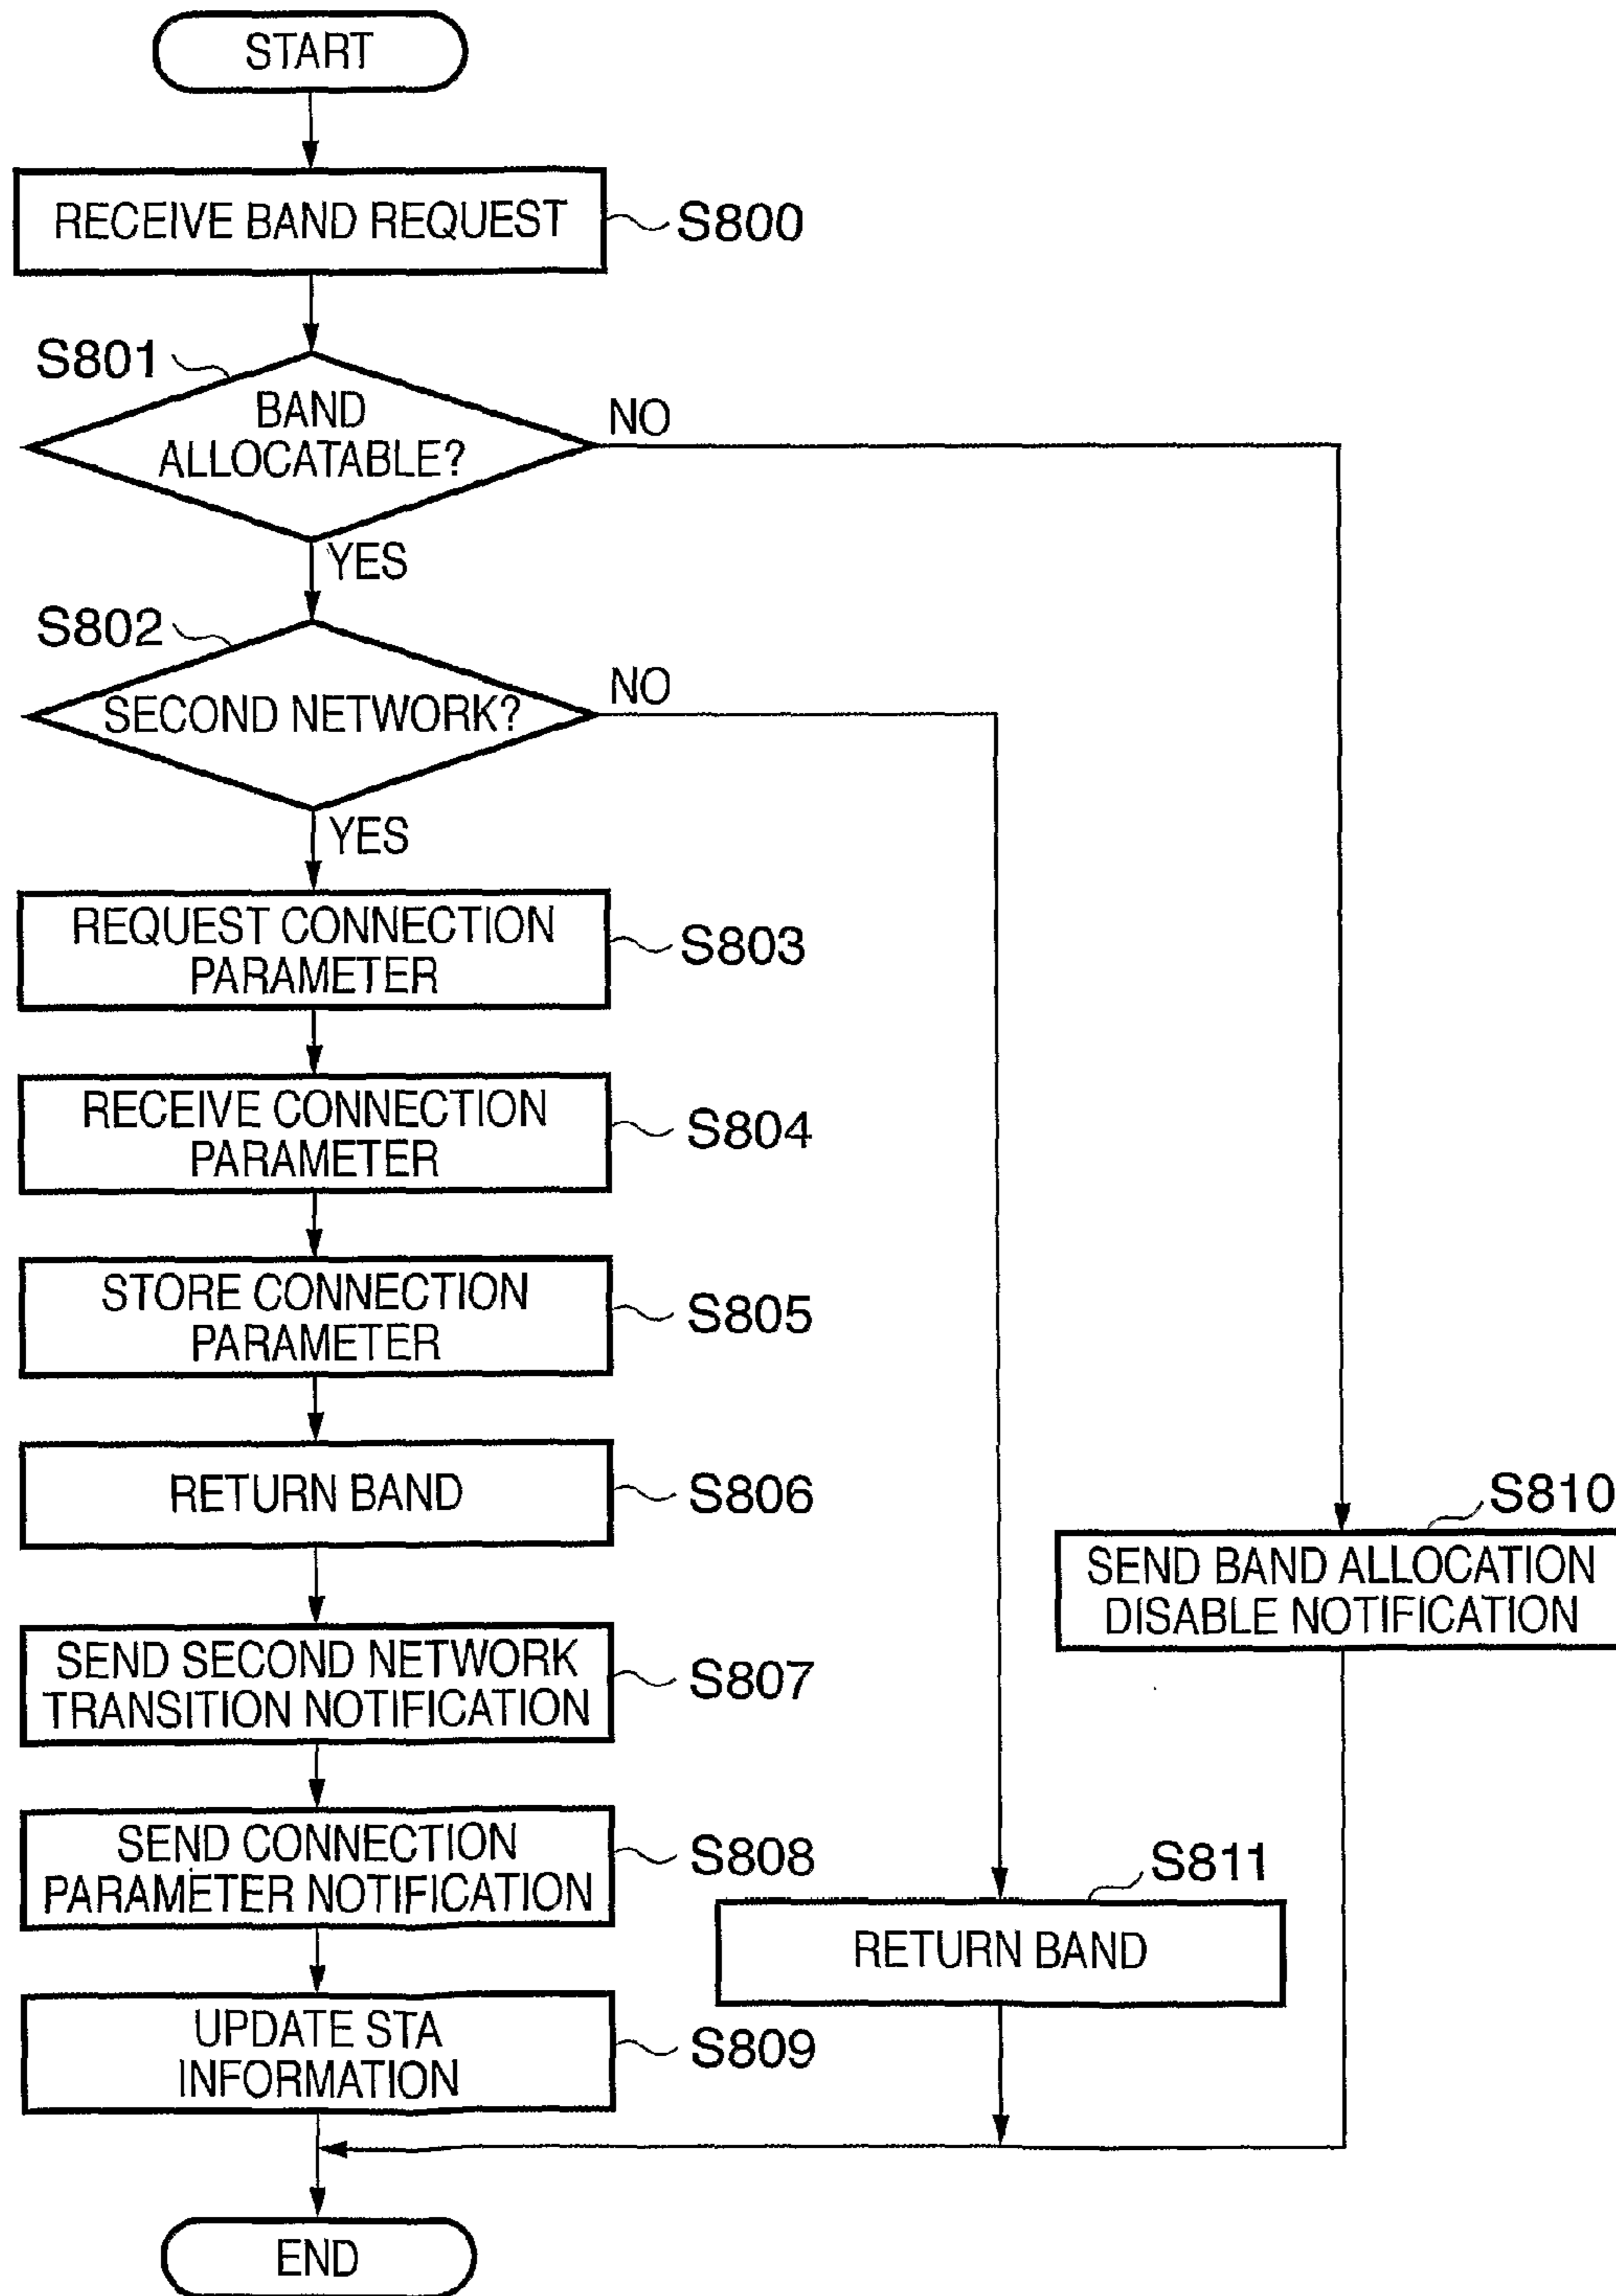 START
RECEIVE BAND REQUEST
S800
S801
BAND
ALLOCATABLE?
NO
YES
S802
SECOND NETWORK?
NO
YES
REQUEST CONNECTION
PARAMETER
S803
RECEIVE CONNECTION
PARAMETER
S804
STORE CONNECTION
PARAMETER
S805
RETURN BAND
S806
S810
SEND BAND ALLOCATION
DISABLE NOTIFICATION
SEND SECOND NETWORK
TRANSITION NOTIFICATION
S807
SEND CONNECTION
PARAMETER NOTIFICATION
S808
S811
RETURN BAND
UPDATE STA
INFORMATION
S809
END